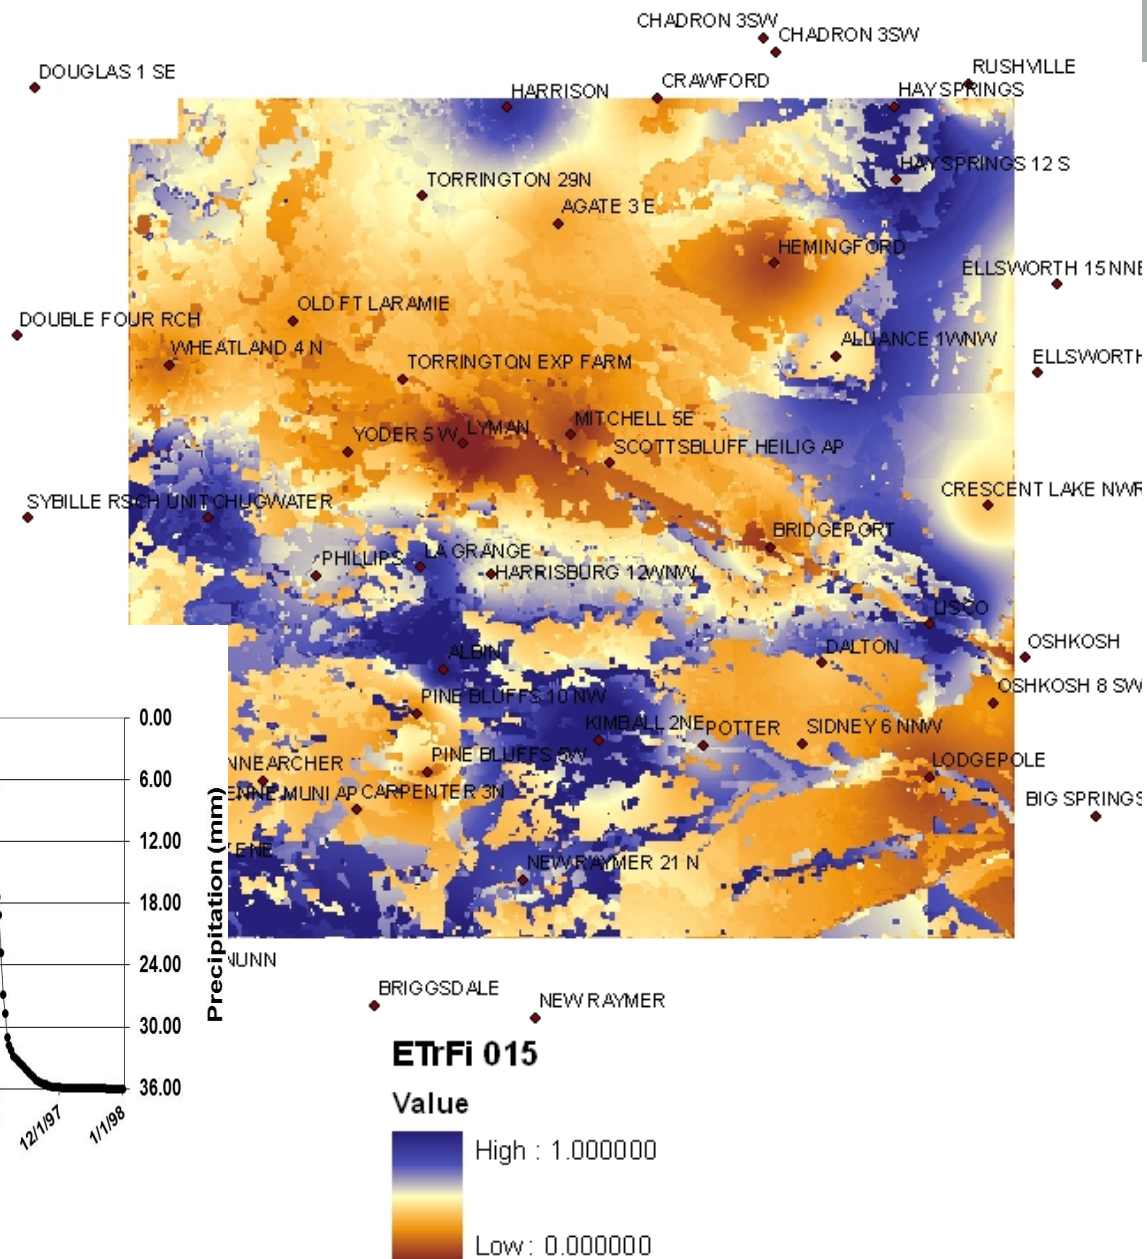 CHADRON 3SW
CHADRON 3SW
DOUGLAS 1 SE
RUSHVILLE
CRAWFORD
HARRISON
HAY SPRINGS
HAY SPRINGS 12 S
TORRINGTON 29N
AGATE 3 E
HEMINGFORD
ELLSWORTH 15 NNE
OLD FT LARAMIE
DOUBLE FOUR RCH
ALLIANCE 1WNW
WHEATLAND 4 N
TORRINGTON EXP FARM
ELLSWORTH
MITCHELL 5E
LYMAN
YODER 5 W
SCOTTSBLUFF HEILIG AP
CRESCENT LAKE NWR
SYBILLE RSCH UNIT CHUGWATER
BRIDGEPORT
LA GRANGE
PHILLIPS
HARRISBURG 12WNW
LISCO
OSHKOSH
DALTON
ALBIN
OSHKOSH 8 SW
PINE BLUFFS 10 NW
KIMBALL 2NE
POTTER
SIDNEY 6 NNW
PINE BLUFFS 5W
NNE ARCHER
LODGEPOLE
ENNE MUNI AP
CARPENTER 3N
BIG SPRINGS
NEW RAYMER 21 N
NUNN
BRIGGSDALE
NEW RAYMER
0.00
6.00
12.00
18.00
24.00
30.00
36.00
Precipitation (mm)
12/1/97
1/1/98
ETrFi 015
Value
High : 1.000000
Low : 0.000000